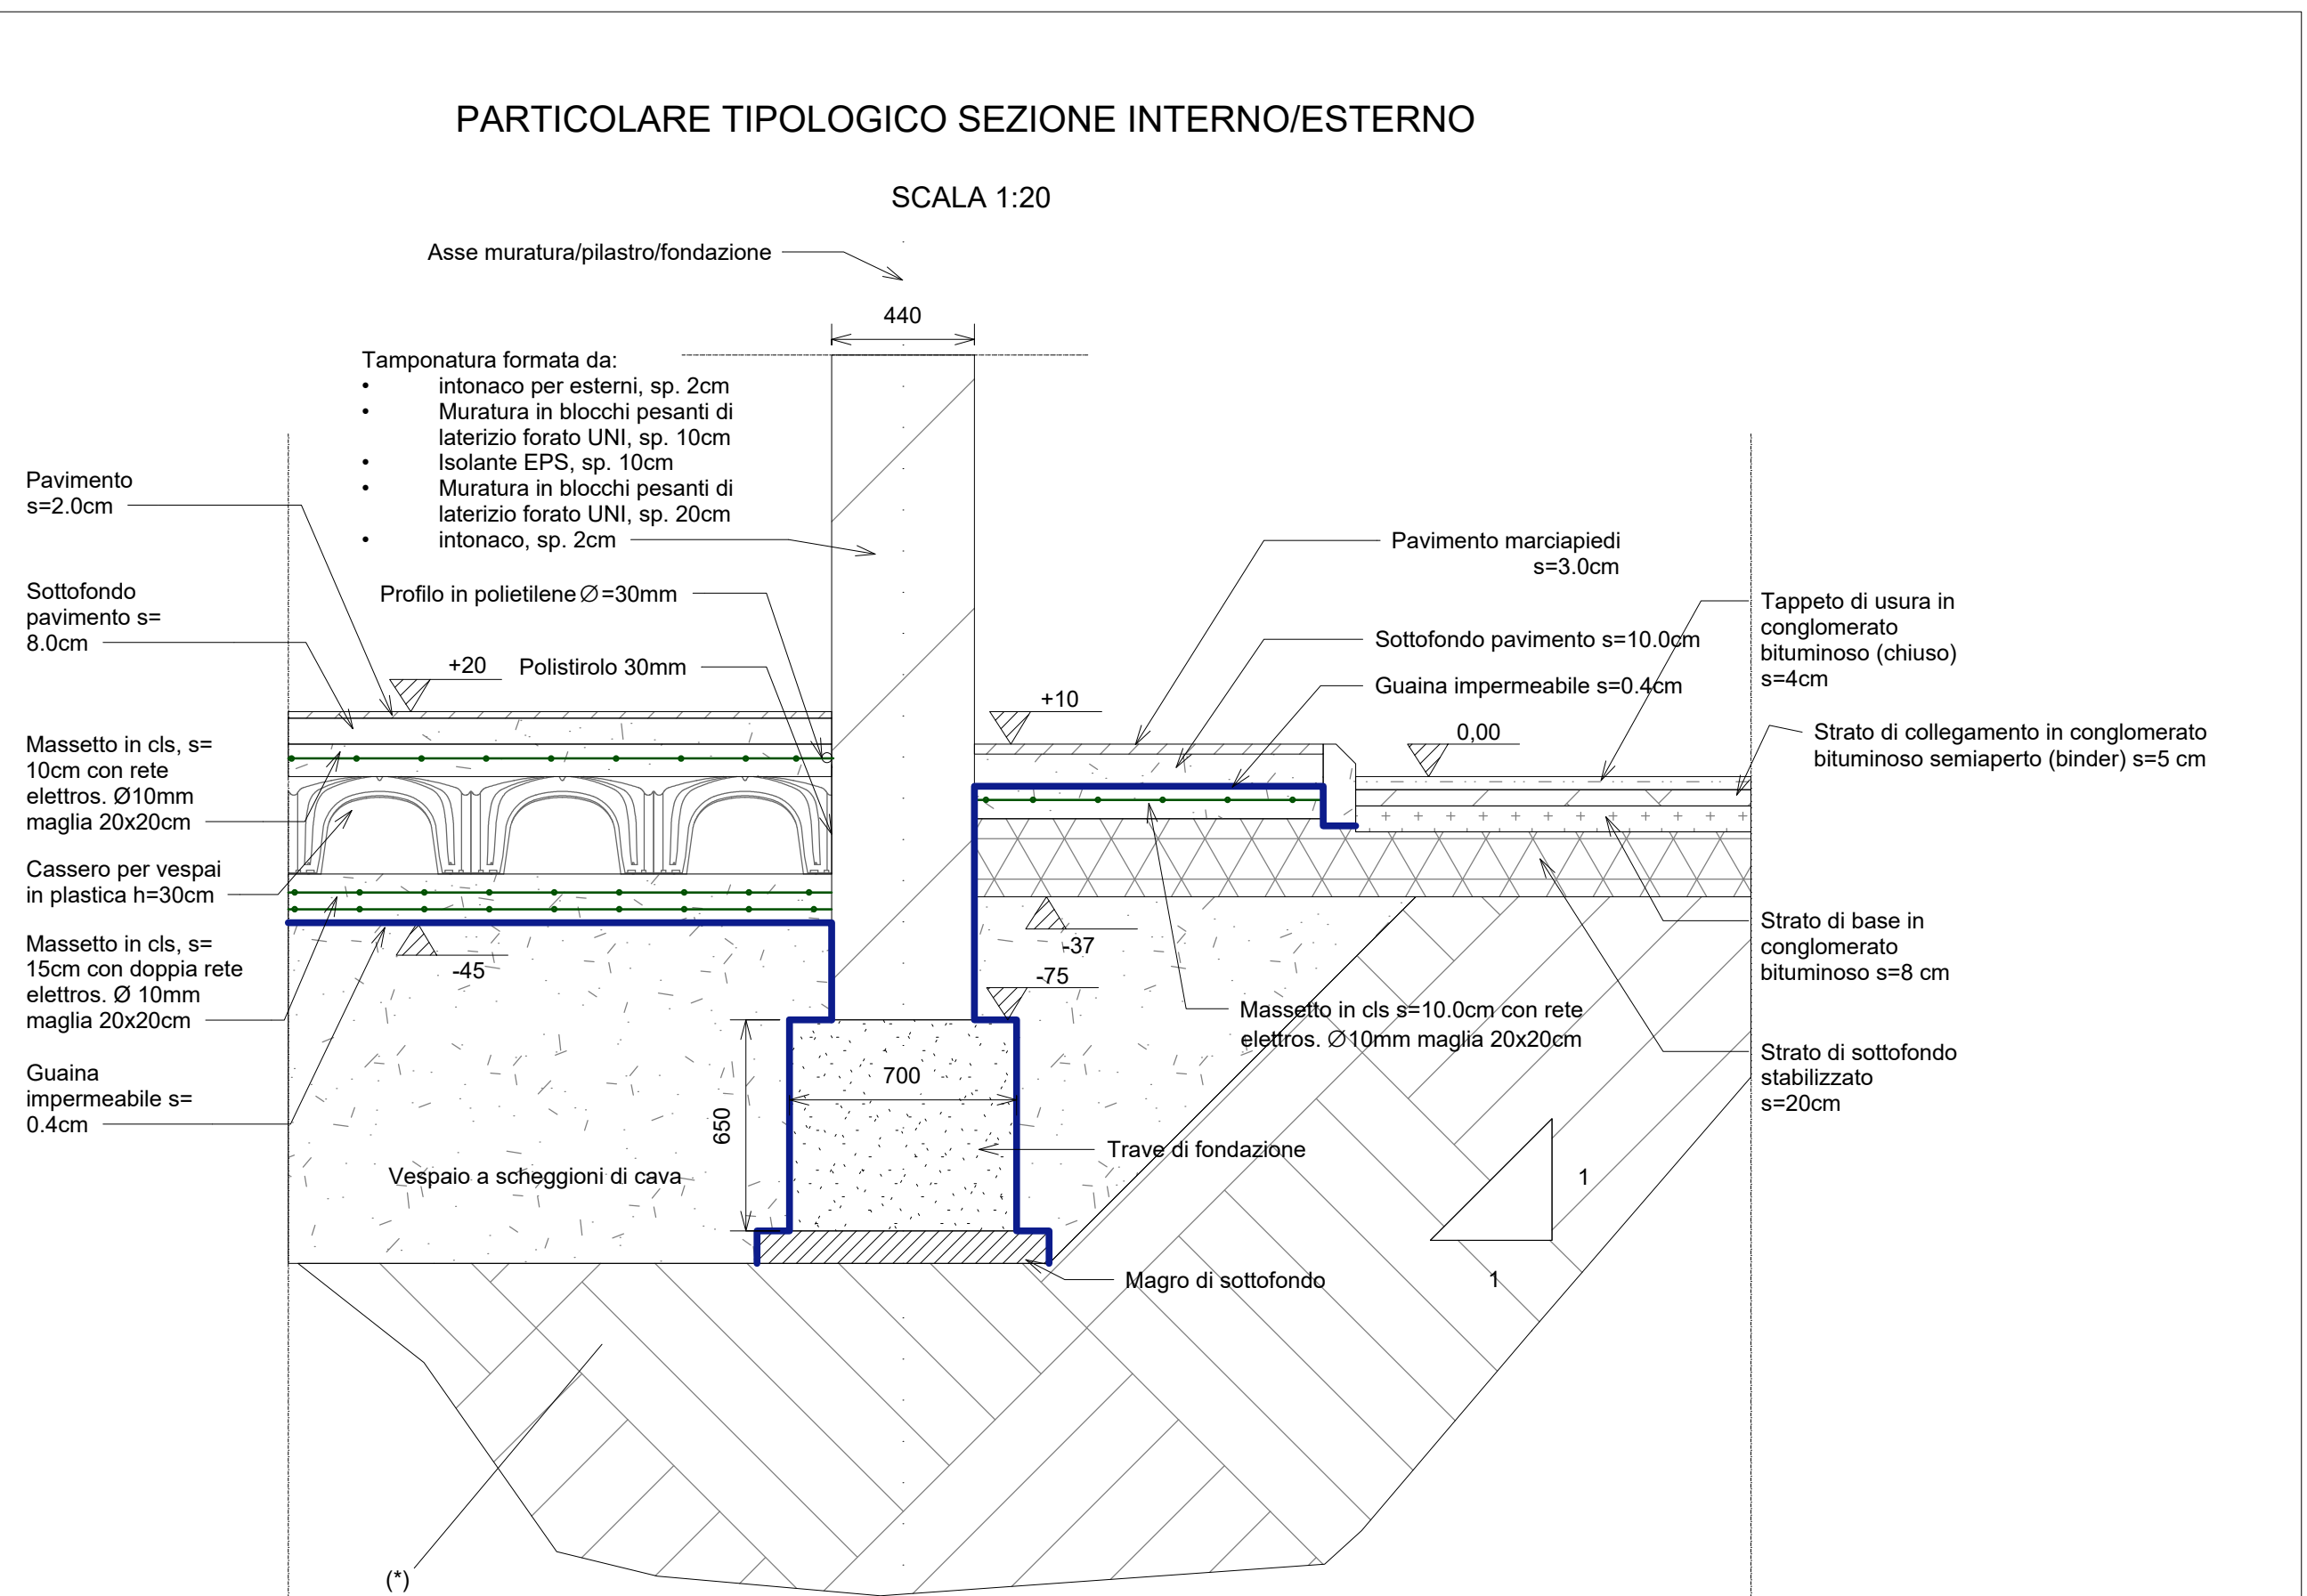 PARTICOLARE TIPOLOGICO SEZIONE INTERNO/ESTERNO
SCALA 1:20
Asse muratura/pilastro/fondazione
440
Tamponatura formata da:
• intonaco per esterni, sp. 2cm
• Muratura in blocchi pesanti di
laterizio forato UNI, sp. 10cm
• Isolante EPS, sp. 10cm
• Muratura in blocchi pesanti di
laterizio forato UNI, sp. 20cm
• intonaco, sp. 2cm
Profilo in polietilene ∅=30mm
Polistirolo 30mm
+20
Pavimento
s=2.0cm
Sottofondo
pavimento s=
8.0cm
Massetto in cls, s=
10cm con rete
elettros. Ø10mm
maglia 20x20cm
Cassero per vespai
in plastica h=30cm
Massetto in cls, s=
15cm con doppia rete
elettros. Ø 10mm
maglia 20x20cm
Guaina
impermeabile s=
0.4cm
-45
Vespaio a scheggioni di cava
650
700
Pavimento marciapiedi
s=3.0cm
Sottofondo pavimento s=10.0cm
Guaina impermeabile s=0.4cm
+10
0,00
-37
-75
Massetto in cls s=10.0cm con rete
elettros. ∅10mm maglia 20x20cm
Trave di fondazione
Magro di sottofondo
1
1
Tappeto di usura in
conglomerato
bituminoso (chiuso)
s=4cm
Strato di collegamento in conglomerato
bituminoso semiaperto (binder) s=5 cm
Strato di base in
conglomerato
bituminoso s=8 cm
Strato di sottofondo
stabilizzato
s=20cm
(*)